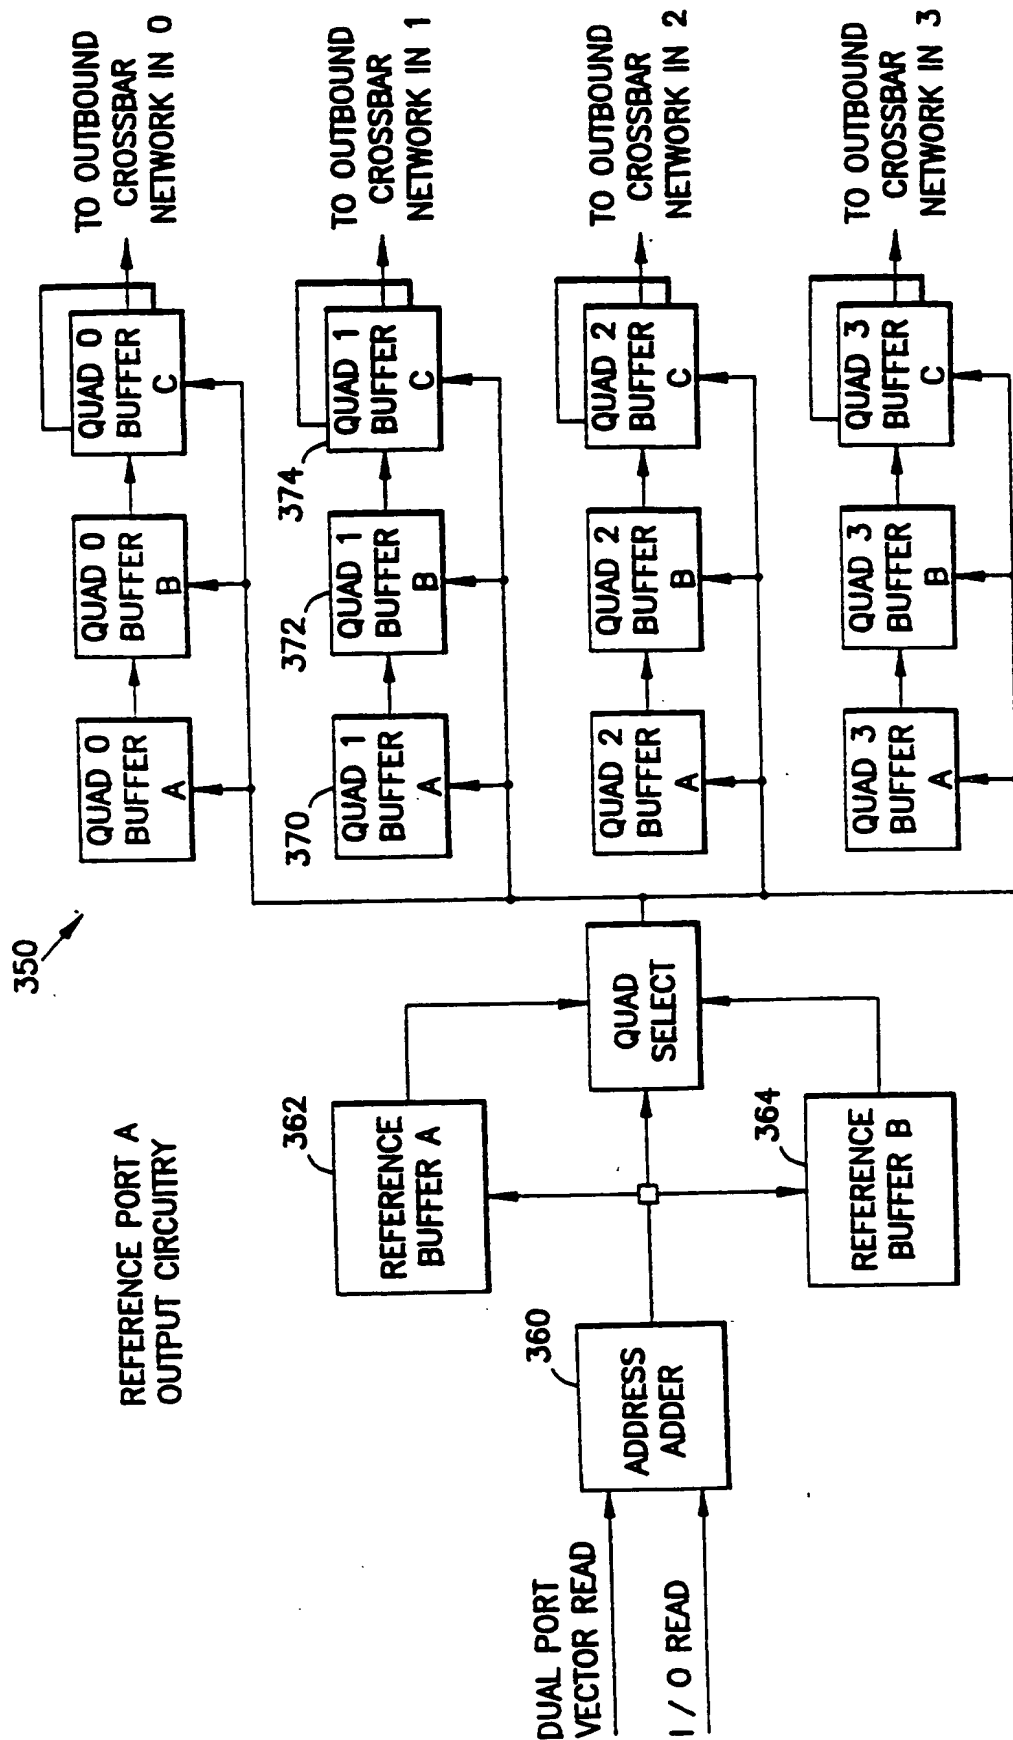 350
REFERENCE PORT A
OUTPUT CIRCUITRY
DUAL PORT
VECTOR READ
I / O READ
360
ADDRESS
ADDER
362
REFERENCE
BUFFER A
364
REFERENCE
BUFFER B
QUAD
SELECT
QUAD 0
BUFFER
A
QUAD 0
BUFFER
B
QUAD 0
BUFFER
C
TO OUTBOUND
CROSSBAR
NETWORK IN 0
370
QUAD 1
BUFFER
A
372
QUAD 1
BUFFER
B
374
QUAD 1
BUFFER
C
TO OUTBOUND
CROSSBAR
NETWORK IN 1
QUAD 2
BUFFER
A
QUAD 2
BUFFER
B
QUAD 2
BUFFER
C
TO OUTBOUND
CROSSBAR
NETWORK IN 2
QUAD 3
BUFFER
A
QUAD 3
BUFFER
B
QUAD 3
BUFFER
C
TO OUTBOUND
CROSSBAR
NETWORK IN 3